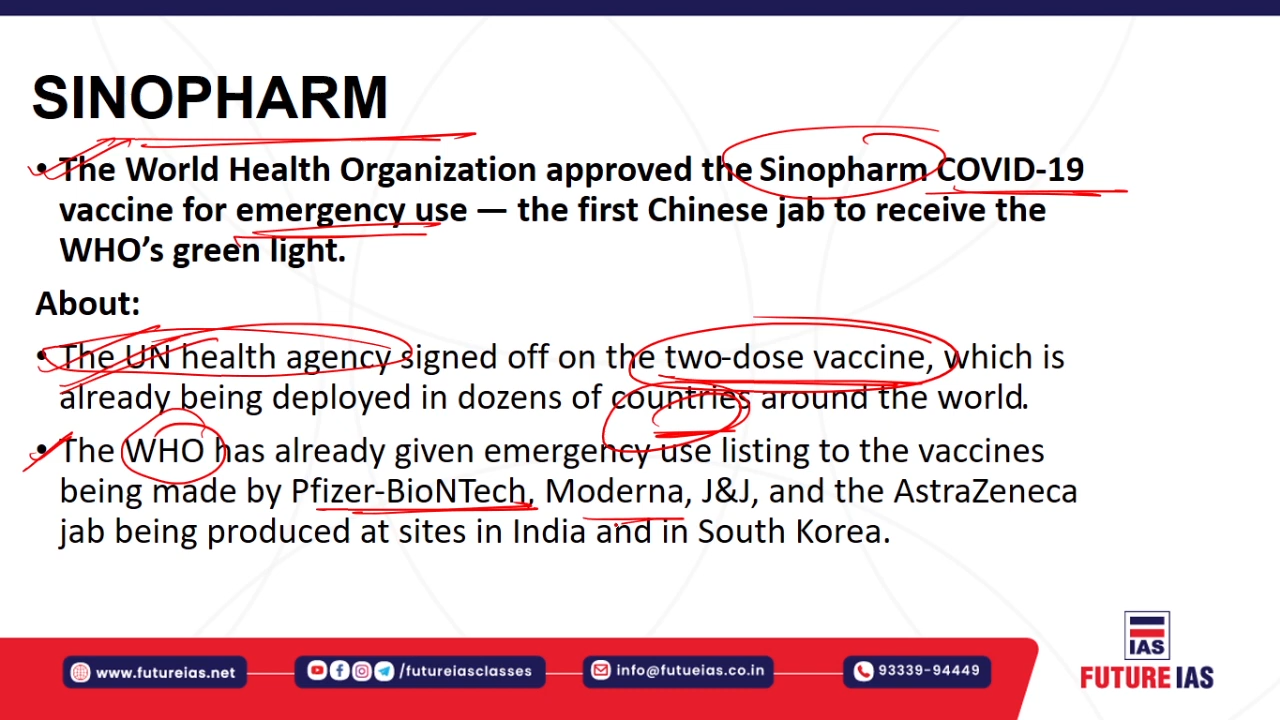 SINOPHARM
• The World Health Organization approved the Sinopharm COVID-19
vaccine for emergency use — the first Chinese jab to receive the
WHO’s green light.
About:
• The UN health agency signed off on the two-dose vaccine, which is
already being deployed in dozens of countries around the world.
• The WHO has already given emergency use listing to the vaccines
being made by Pfizer-BioNTech, Moderna, J&J, and the AstraZeneca
jab being produced at sites in India and in South Korea.
IAS
FUTURE IAS
www.futureias.net
/futureiasclasses
info@futueias.co.in
93339-94449